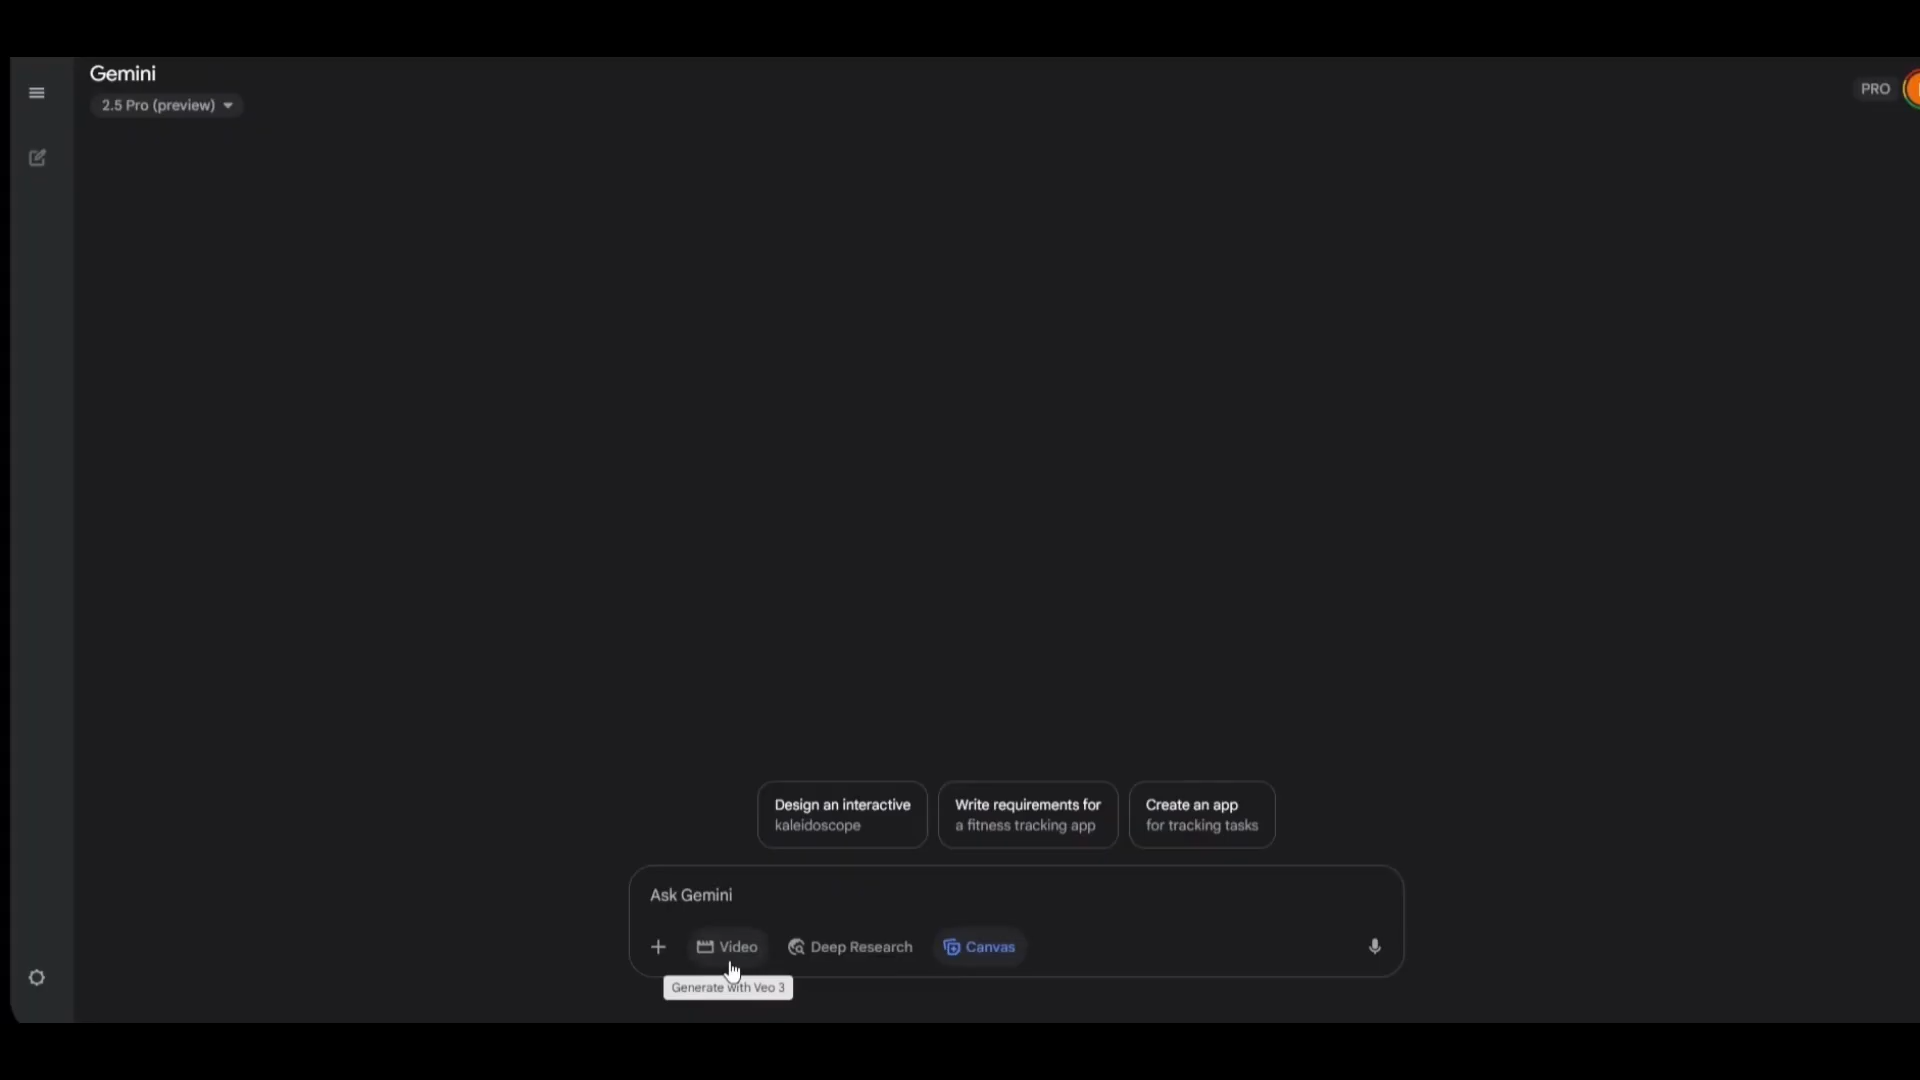 Gemini
2.5 Pro (preview)
PRO
Design an interactive
kaleidoscope
Write requirements for
a fitness tracking app
Create an app
for tracking tasks
Ask Gemini
Video
Deep Research
Canvas
Generate with Veo 3